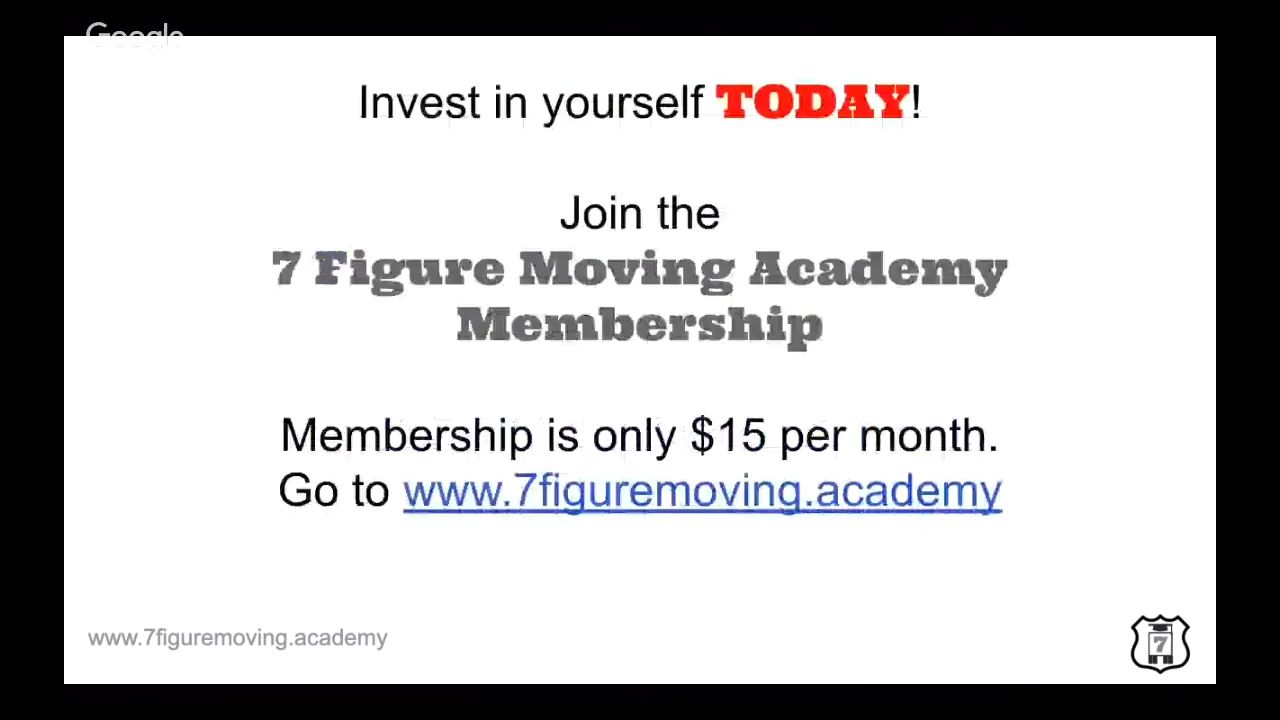 Google
Invest in yourself TODAY!
Join the
7 Figure Moving Academy
Membership
Membership is only $15 per month.
Go to www.7figuremoving.academy
www.7figuremoving.academy
7